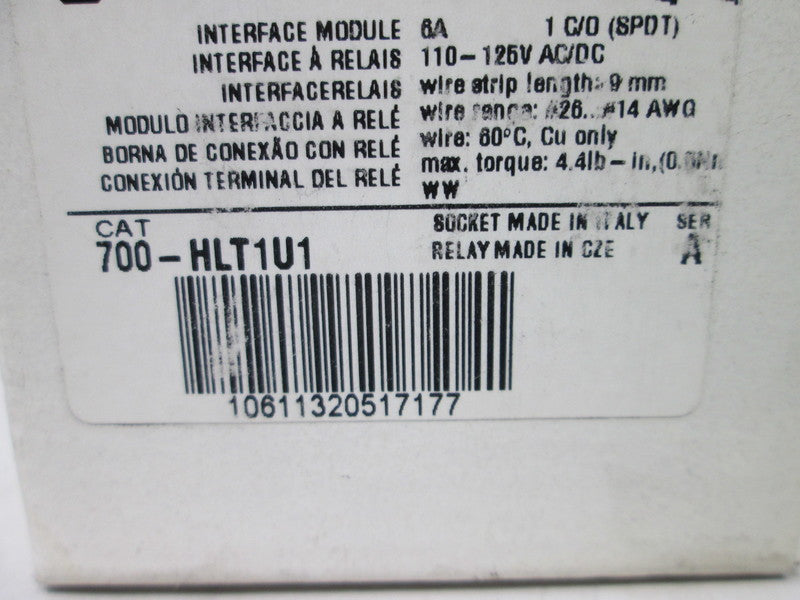 INTERFACE MODULE 6A 1 C/O (SPDT)
INTERFACE À RELAIS 110-125V AC/DC
INTERFACERELAIS wire strip length: 9 mm
MODULO INTERFACCIA A RELÉ wire range: #26...#14 AWG
BORNA DE CONEXÃO CON RELÉ wire: 60°C, Cu only
CONEXIÓN TERMINAL DEL RELÉ max. torque: 4.4lb-in,
WW
CAT SOCKET MADE IN ITALY SER
700-HLT1U1 RELAY MADE IN CZE A
10611320517177